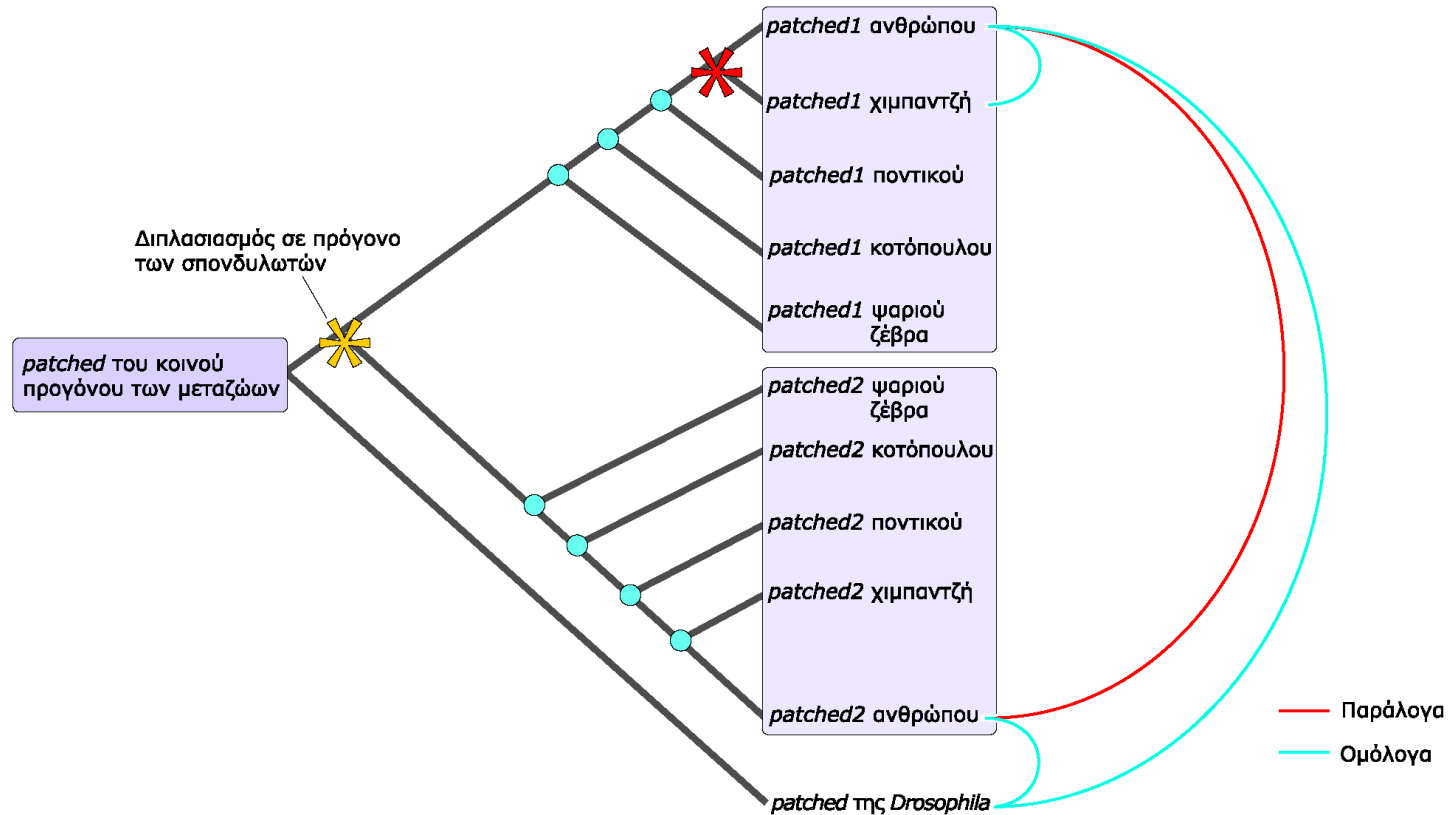 patched1 ανθρώπου
patched1 χιμπαντζή
patched1 ποντικού
patched1 κοτόπουλου
patched1 ψαριού
ζέβρα
Διπλασιασμός σε πρόγονο
των σπονδυλωτών
patched του κοινού
προγόνου των μεταζώων
patched2 ψαριού
ζέβρα
patched2 κοτόπουλου
patched2 ποντικού
patched2 χιμπαντζή
patched2 ανθρώπου
patched της Drosophila
Παράλογα
Ομόλογα